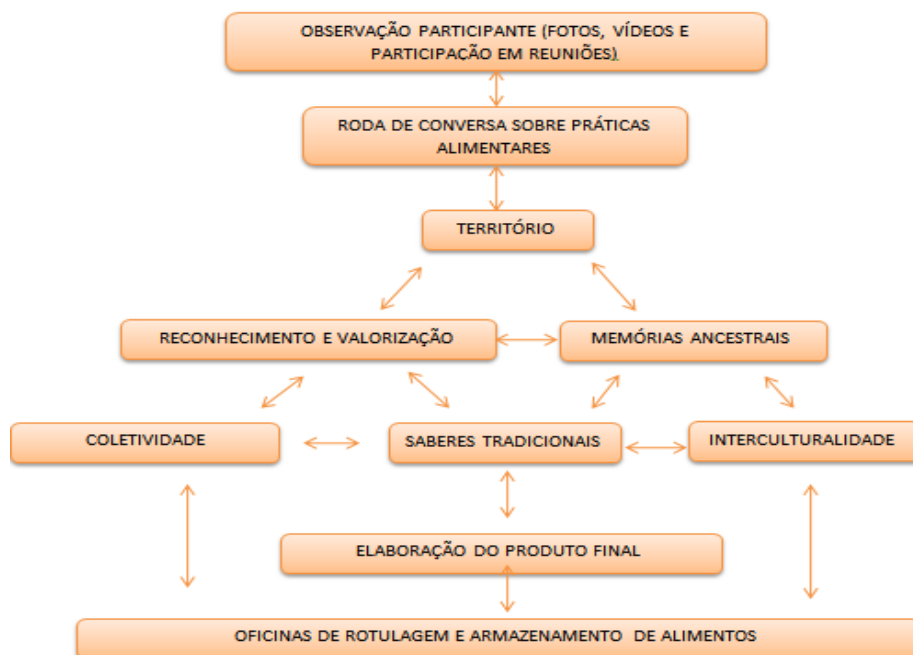 OBSERVAÇÃO PARTICIPANTE (FOTOS, VÍDEOS E
PARTICIPAÇÃO EM REUNIÕES).
RODA DE CONVERSA SOBRE PRÁTICAS
ALIMENTARES
TERRITÓRIO
RECONHECIMENTO E VALORIZAÇÃO
MEMÓRIAS ANCESTRAIS
COLETIVIDADE
SABERES TRADICIONAIS
INTERCULTURALIDADE
ELABORAÇÃO DO PRODUTO FINAL
OFICINAS DE ROTULAGEM E ARMAZENAMENTO DE ALIMENTOS